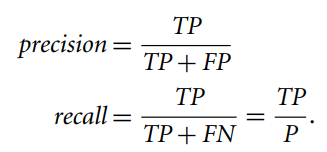 precision = TP / (TP + FP)
recall = TP / (TP + FN) = TP / P.